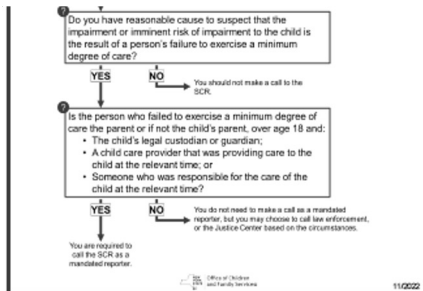 ?
Do you have reasonable cause to suspect that the
impairment or imminent risk of impairment to the child is
the result of a person's failure to exercise a minimum
degree of care?
YES
NO
You should not make a call to the
SCR.
?
Is the person who failed to exercise a minimum degree of
care the parent or if not the child's parent, over age 18 and:
• The child's legal custodian or guardian;
• A child care provider that was providing care to the
child at the relevant time; or
• Someone who was responsible for the care of the
child at the relevant time?
YES
NO
You do not need to make a call as a mandated
reporter, but you may choose to call law enforcement,
or the Justice Center based on the circumstances.
You are required to
call the SCR as a
mandated reporter.
Office of Children
and Family Services
11/2022